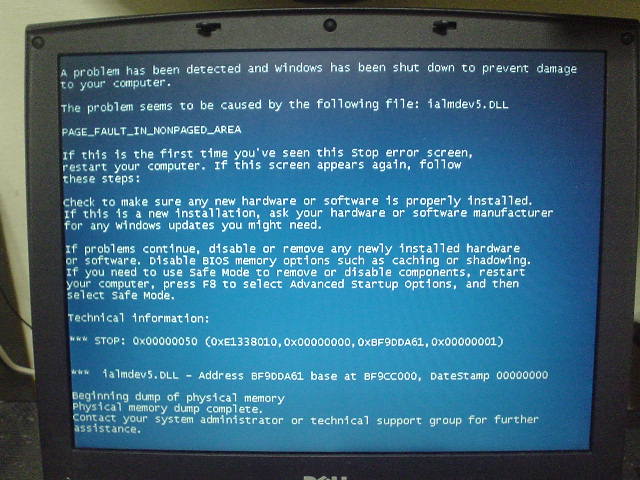 A problem has been detected and Windows has been shut down to prevent damage
to your computer.
The problem seems to be caused by the following file: ialmdev5.DLL
PAGE_FAULT_IN_NONPAGED_AREA
If this is the first time you've seen this Stop error screen,
restart your computer. If this screen appears again, follow
these steps:
Check to make sure any new hardware or software is properly installed.
If this is a new installation, ask your hardware or software manufacturer
for any Windows updates you might need.
If problems continue, disable or remove any newly installed hardware
or software. Disable BIOS memory options such as caching or shadowing.
If you need to use Safe Mode to remove or disable components, restart
your computer, press F8 to select Advanced Startup Options, and then
select Safe Mode.
Technical information:
*** STOP: 0x00000050 (0xE1338010,0x00000000,0xBF9DDA61,0x00000001)
*** ialmdev5.DLL - Address BF9DDA61 base at BF9CC000, DateStamp 00000000
Beginning dump of physical memory
Physical memory dump complete.
Contact your system administrator or technical support group for further
assistance.
DELL